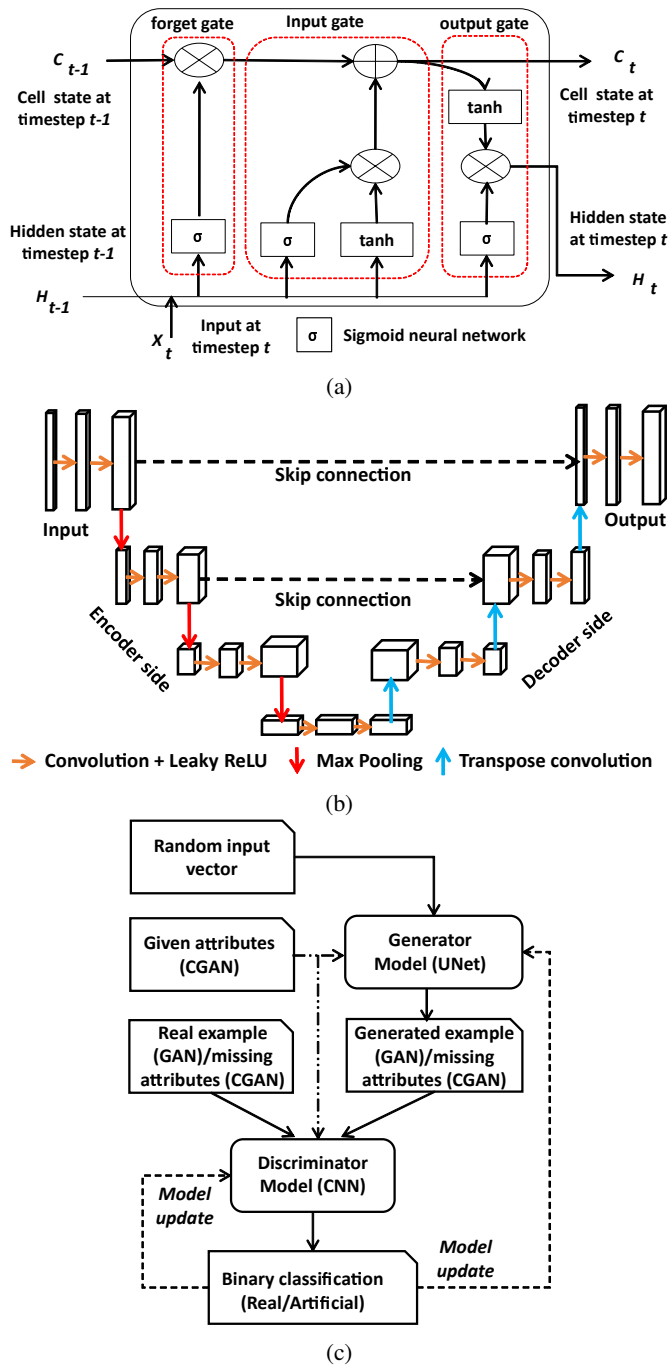 forget gate
Input gate
output gate
C t-1
C t
Cell state at
timestep t-1
tanh
Cell state at
timestep t
Hidden state at
timestep t-1
σ
σ
tanh
σ
Hidden state
at timestep t
H t-1
H t
X t
Input at
timestep t
σ
Sigmoid neural network
(a)
Skip connection
Input
Output
Skip connection
Encoder side
Decoder side
Convolution + Leaky ReLU
Max Pooling
Transpose convolution
(b)
Random input
vector
Given attributes
(CGAN)
Generator
Model (UNet)
Real example
(GAN)/missing
attributes (CGAN)
Generated example
(GAN)/missing
attributes (CGAN)
Discriminator
Model (CNN)
Model
update
Model
update
Binary classification
(Real/Artificial)
(c)